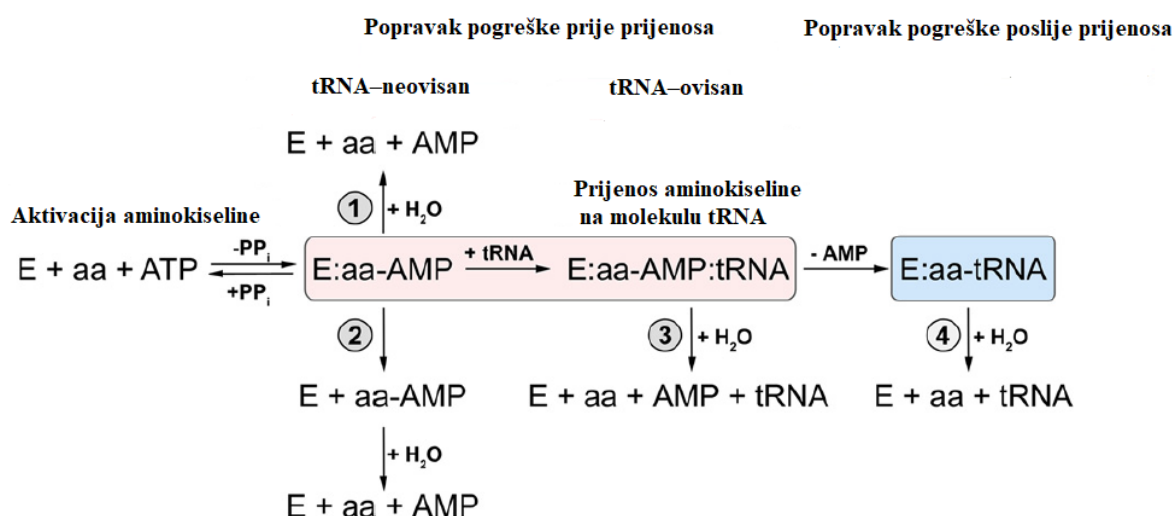 Popravak pogreške prije prijenosa
Popravak pogreške poslije prijenosa
tRNA–neovisan
tRNA–ovisan
E + aa + AMP
1
+ H₂O
Prijenos aminokiseline
na molekulu tRNA
Aktivacija aminokiseline
E + aa + ATP
-PPᵢ
+PPᵢ
E:aa-AMP
+ tRNA
E:aa-AMP:tRNA
- AMP
E:aa-tRNA
2
3
+ H₂O
4
+ H₂O
E + aa-AMP
E + aa + AMP + tRNA
E + aa + tRNA
+ H₂O
E + aa + AMP